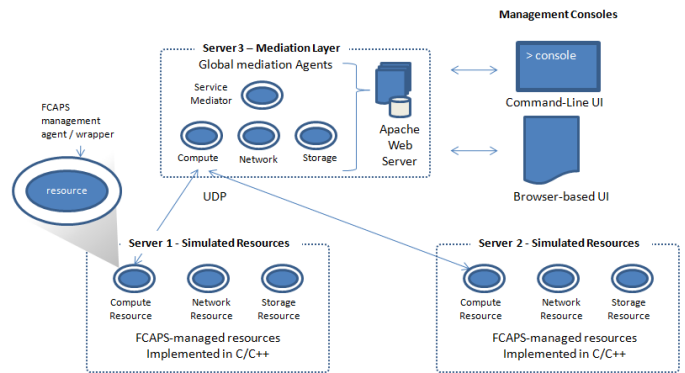 Management Consoles
Server 3 – Mediation Layer
Global mediation Agents
Service
Mediator
Compute
Network
Storage
Apache
Web
Server
> console
Command-Line UI
Browser-based UI
FCAPS
management
agent / wrapper
resource
UDP
Server 1 - Simulated Resources
Compute
Resource
Network
Resource
Storage
Resource
FCAPS-managed resources
Implemented in C/C++
Server 2 - Simulated Resources
Compute
Resource
Network
Resource
Storage
Resource
FCAPS-managed resources
Implemented in C/C++